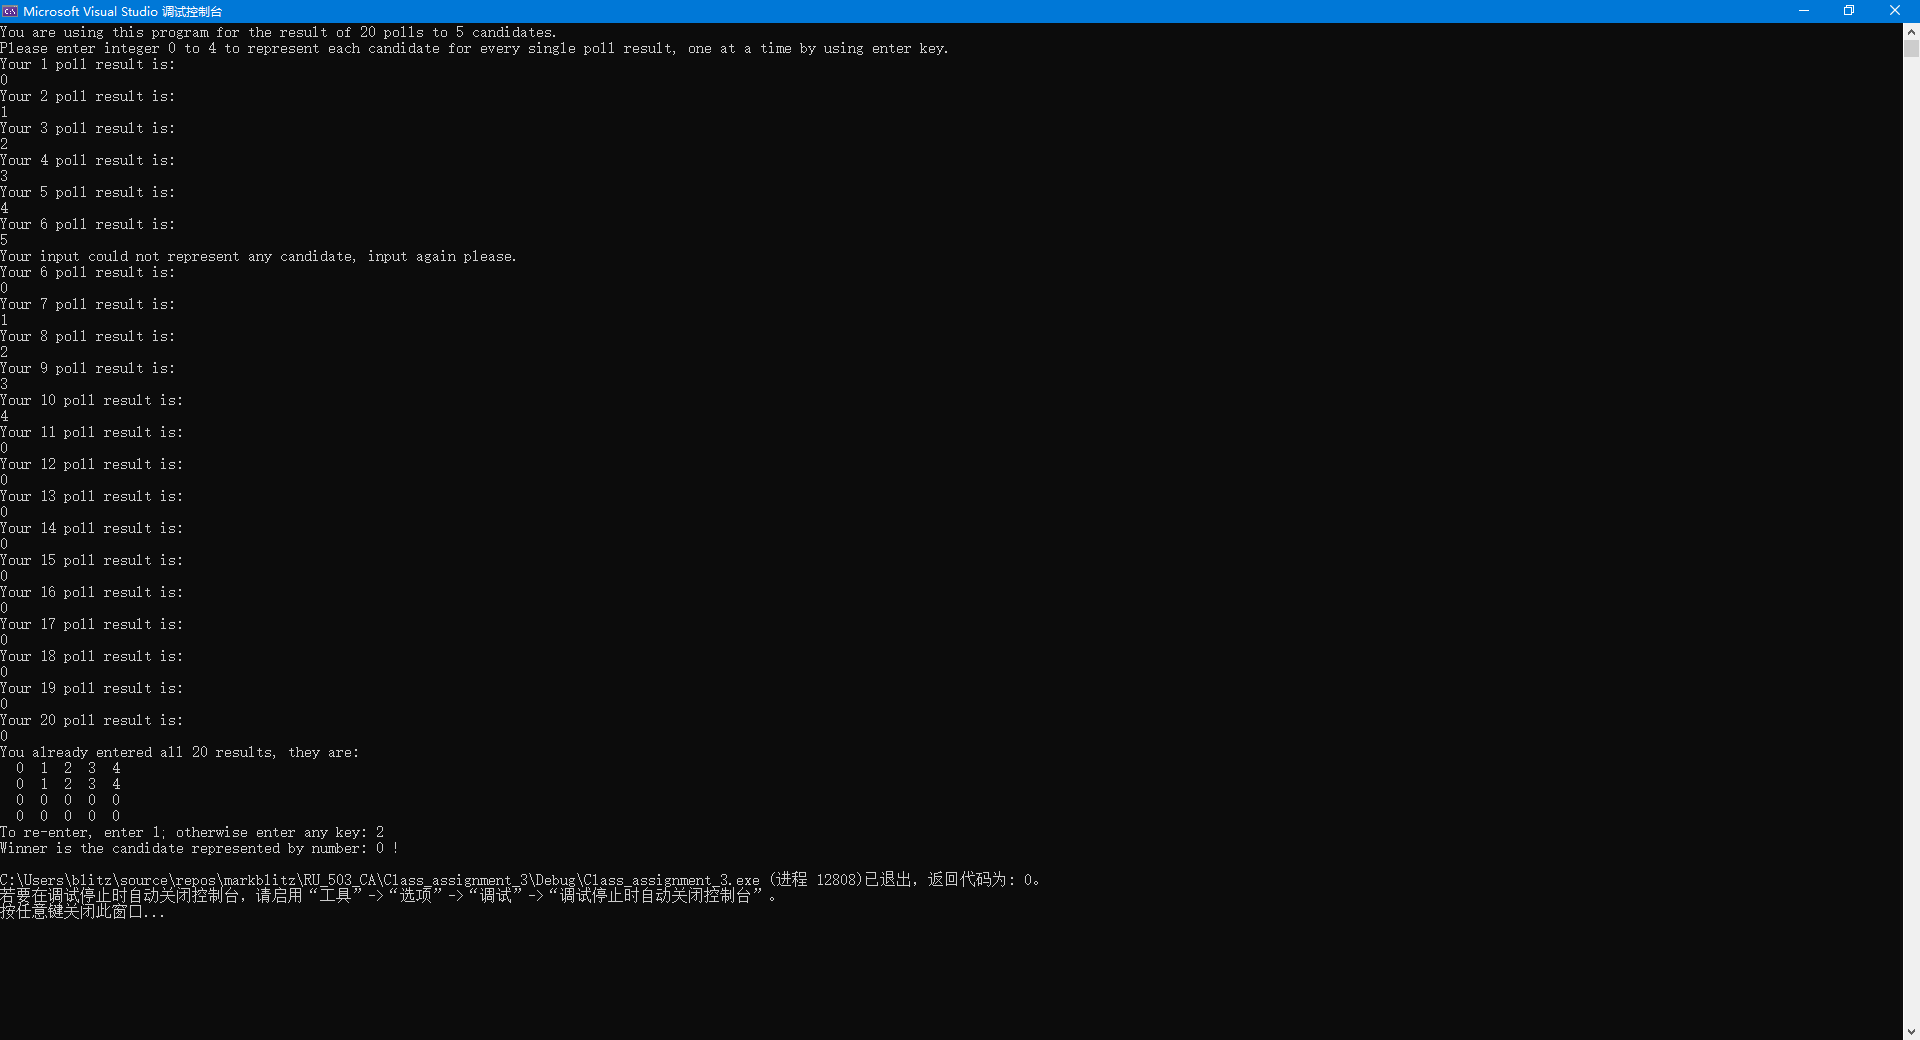 Microsoft Visual Studio 调试控制台
You are using this program for the result of 20 polls to 5 candidates.
Please enter integer 0 to 4 to represent each candidate for every single poll result, one at a time by using enter key.
Your 1 poll result is:
0
Your 2 poll result is:
1
Your 3 poll result is:
2
Your 4 poll result is:
3
Your 5 poll result is:
4
Your 6 poll result is:
5
Your input could not represent any candidate, input again please.
Your 6 poll result is:
0
Your 7 poll result is:
1
Your 8 poll result is:
2
Your 9 poll result is:
3
Your 10 poll result is:
4
Your 11 poll result is:
0
Your 12 poll result is:
0
Your 13 poll result is:
0
Your 14 poll result is:
0
Your 15 poll result is:
0
Your 16 poll result is:
0
Your 17 poll result is:
0
Your 18 poll result is:
0
Your 19 poll result is:
0
Your 20 poll result is:
0
You already entered all 20 results, they are:
0 1 2 3 4
0 1 2 3 4
0 0 0 0 0
0 0 0 0 0
To re-enter, enter 1; otherwise enter any key: 2
Winner is the candidate represented by number: 0 !
C:\Users\blitz\source\repos\markblitz\RU_503_CA\Class_assignment_3\Debug\Class_assignment_3.exe (进程 12808)已退出，返回代码为: 0。
若要在调试停止时自动关闭控制台，请启用“工具”->“选项”->“调试”->“调试停止时自动关闭控制台”。
按任意键关闭此窗口...